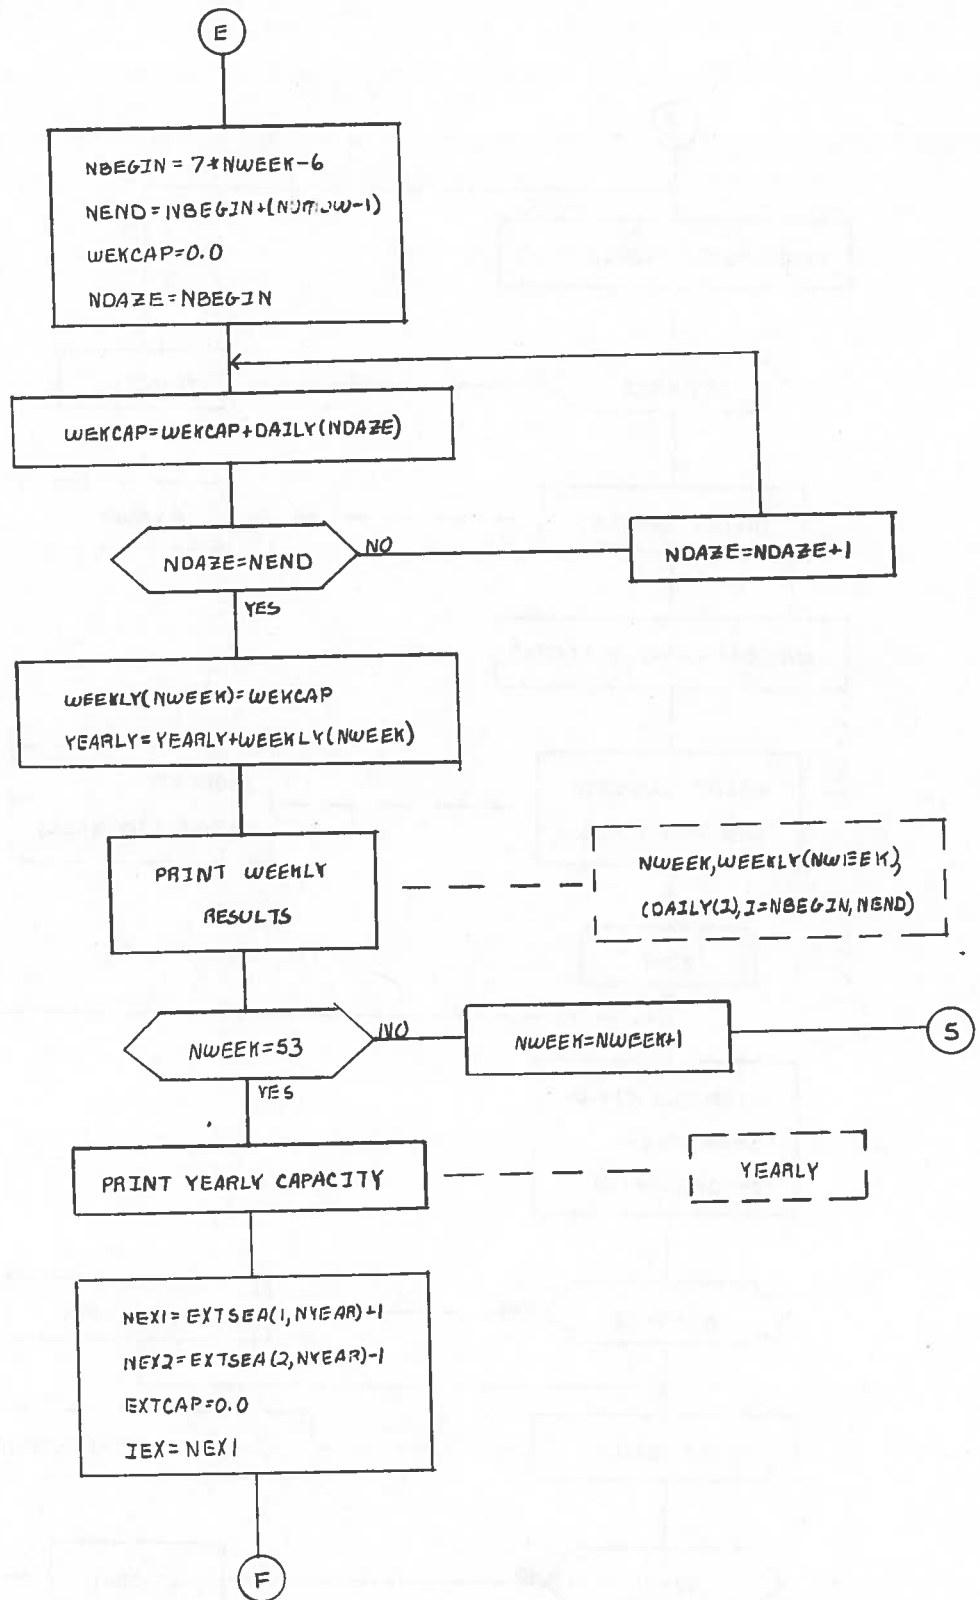 E
NBEGIN = 7*NWEEK-6
NEND=NBEGIN+(NUMOW-1)
WEKCAP=0.0
NDAZE=NBEGIN
WEKCAP=WEKCAP+DAILY(NDAZE)
NDAZE=NEND
NO
NDAZE=NDAZE+1
YES
WEEKLY(NWEEK)=WEKCAP
YEARLY=YEARLY+WEEKLY(NWEEK)
PRINT WEEKLY
RESULTS
NWEEK,WEEKLY(NWEEK),
(DAILY(I),I=NBEGIN,NEND)
NWEEK=53
NO
NWEEK=NWEEK+1
5
YES
PRINT YEARLY CAPACITY
YEARLY
NEX1=EXTSEA(1,NYEAR)+1
NEX2=EXTSEA(2,NYEAR)-1
EXTCAP=0.0
IEX=NEX1
F